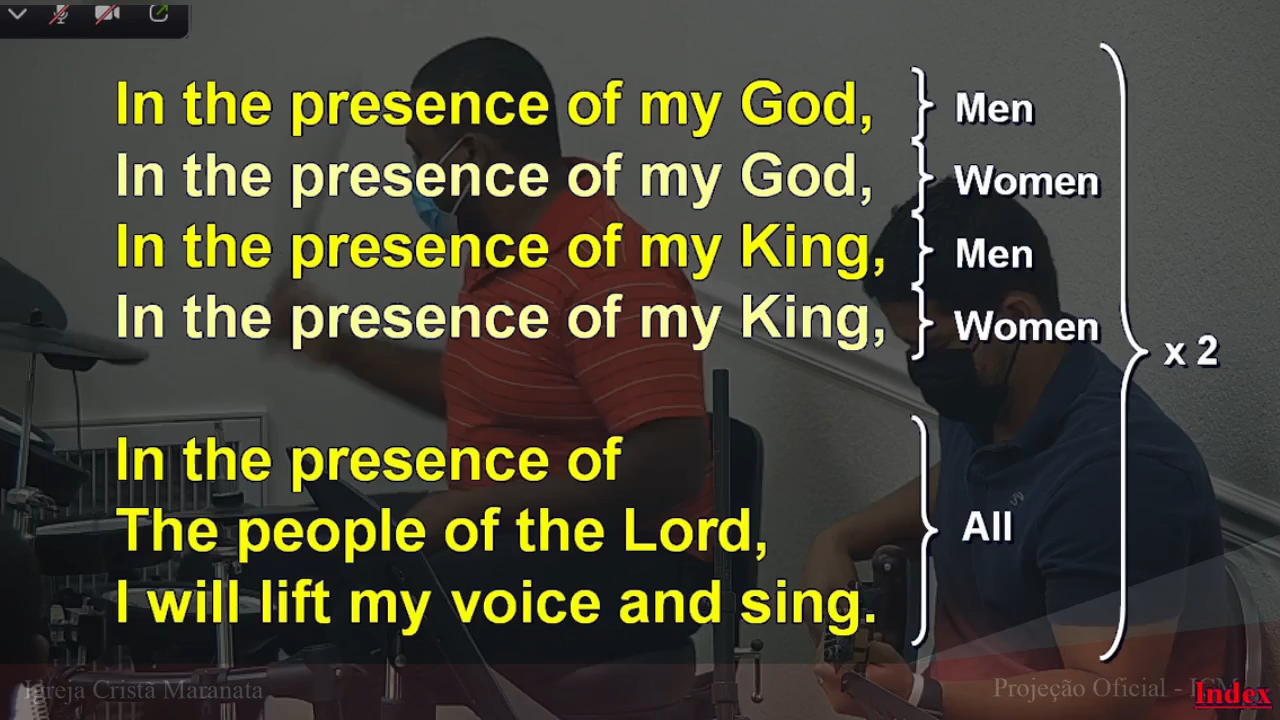 In the presence of my God, Men
In the presence of my God, Women
In the presence of my King, Men
In the presence of my King, Women
x 2
In the presence of
The people of the Lord, All
I will lift my voice and sing.
Igreja Cristã Maranata
Projeção Oficial -
Index